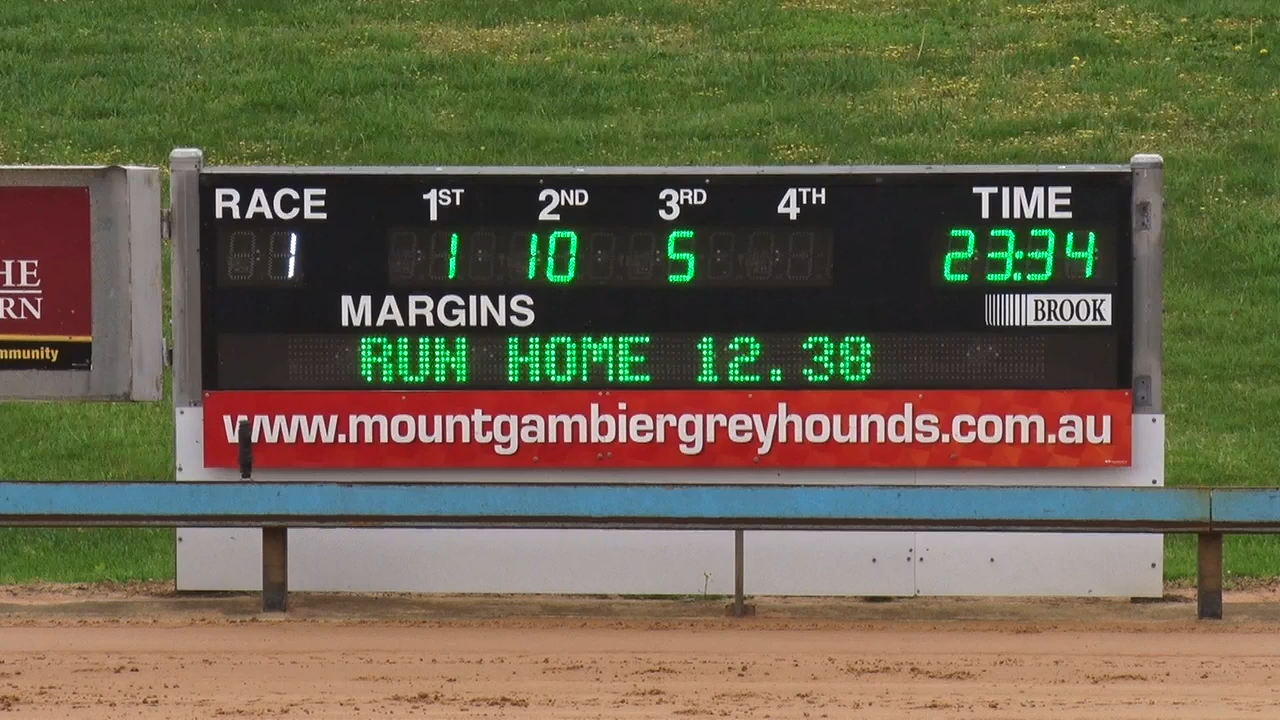 RACE 1ST 2ND 3RD 4TH TIME
1 1 10 5 23:34
MARGINS BROOK
RUN HOME 12.38
HE
RN
mmunity
www.mountgambiergreyhounds.com.au